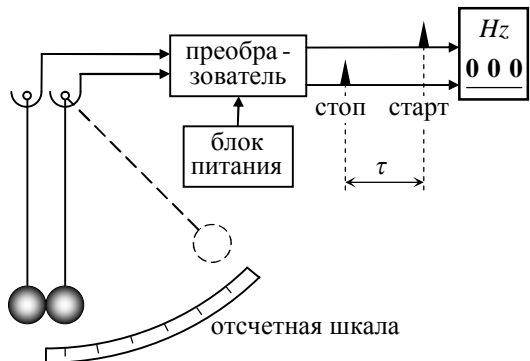 преобра -
зователь
Hz
0 0 0
стоп
старт
блок
питания
τ
отсчетная шкала